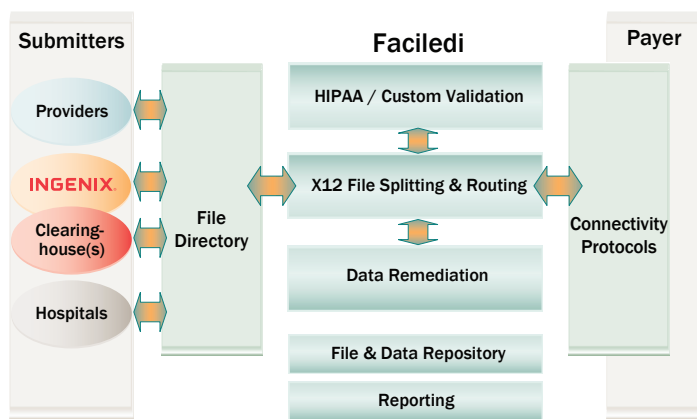 Submitters
Faciledi
Payer
Providers
INGENIX.
Clearing-
house(s)
Hospitals
File
Directory
HIPAA / Custom Validation
X12 File Splitting & Routing
Data Remediation
File & Data Repository
Reporting
Connectivity
Protocols